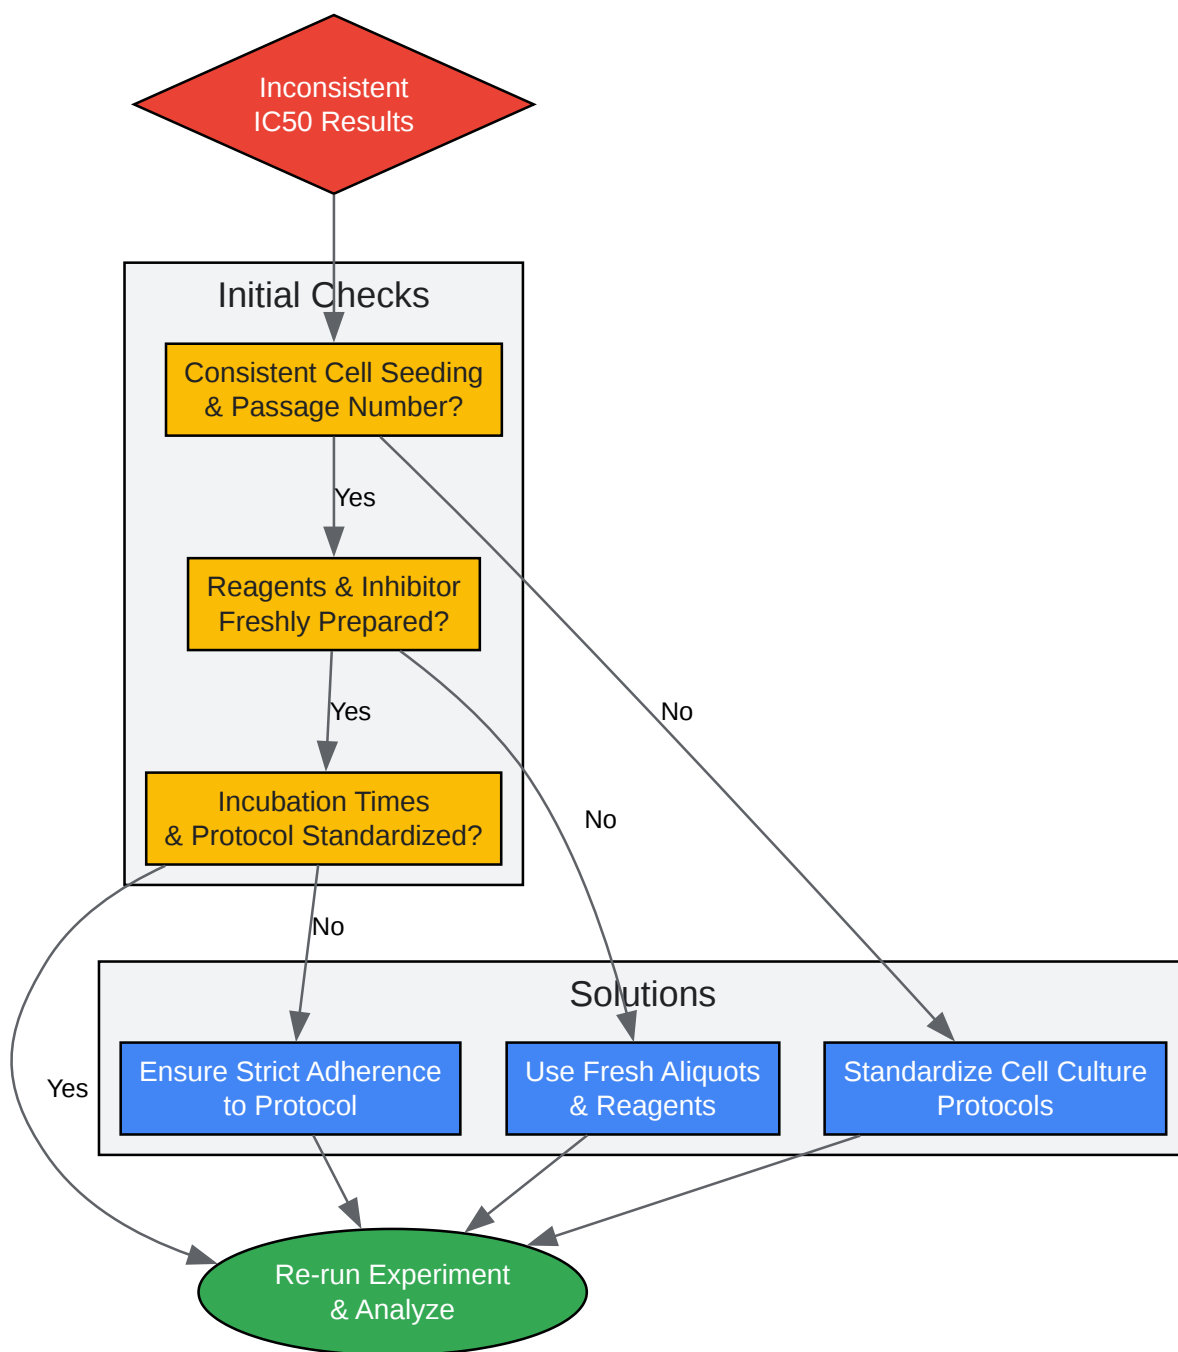 Inconsistent
IC50 Results
Initial Checks
Consistent Cell Seeding
& Passage Number?
Yes
Reagents & Inhibitor
Freshly Prepared?
Yes
No
Incubation Times
& Protocol Standardized?
No
No
Solutions
Ensure Strict Adherence
to Protocol
Use Fresh Aliquots
& Reagents
Standardize Cell Culture
Protocols
Yes
Re-run Experiment
& Analyze